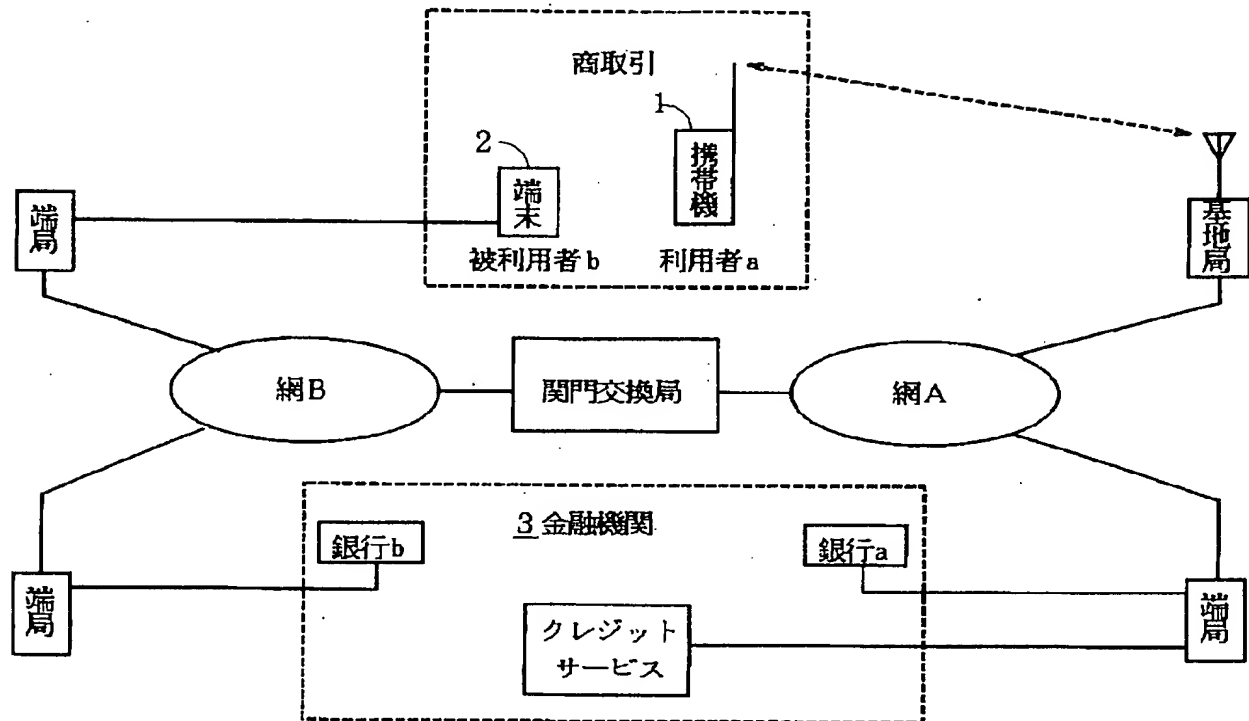 商取引
1
携帯機
2
端末
被利用者b
利用者a
端局
基地局
網B
関門交換局
網A
3 金融機関
銀行b
銀行a
端局
クレジット
サービス
端局